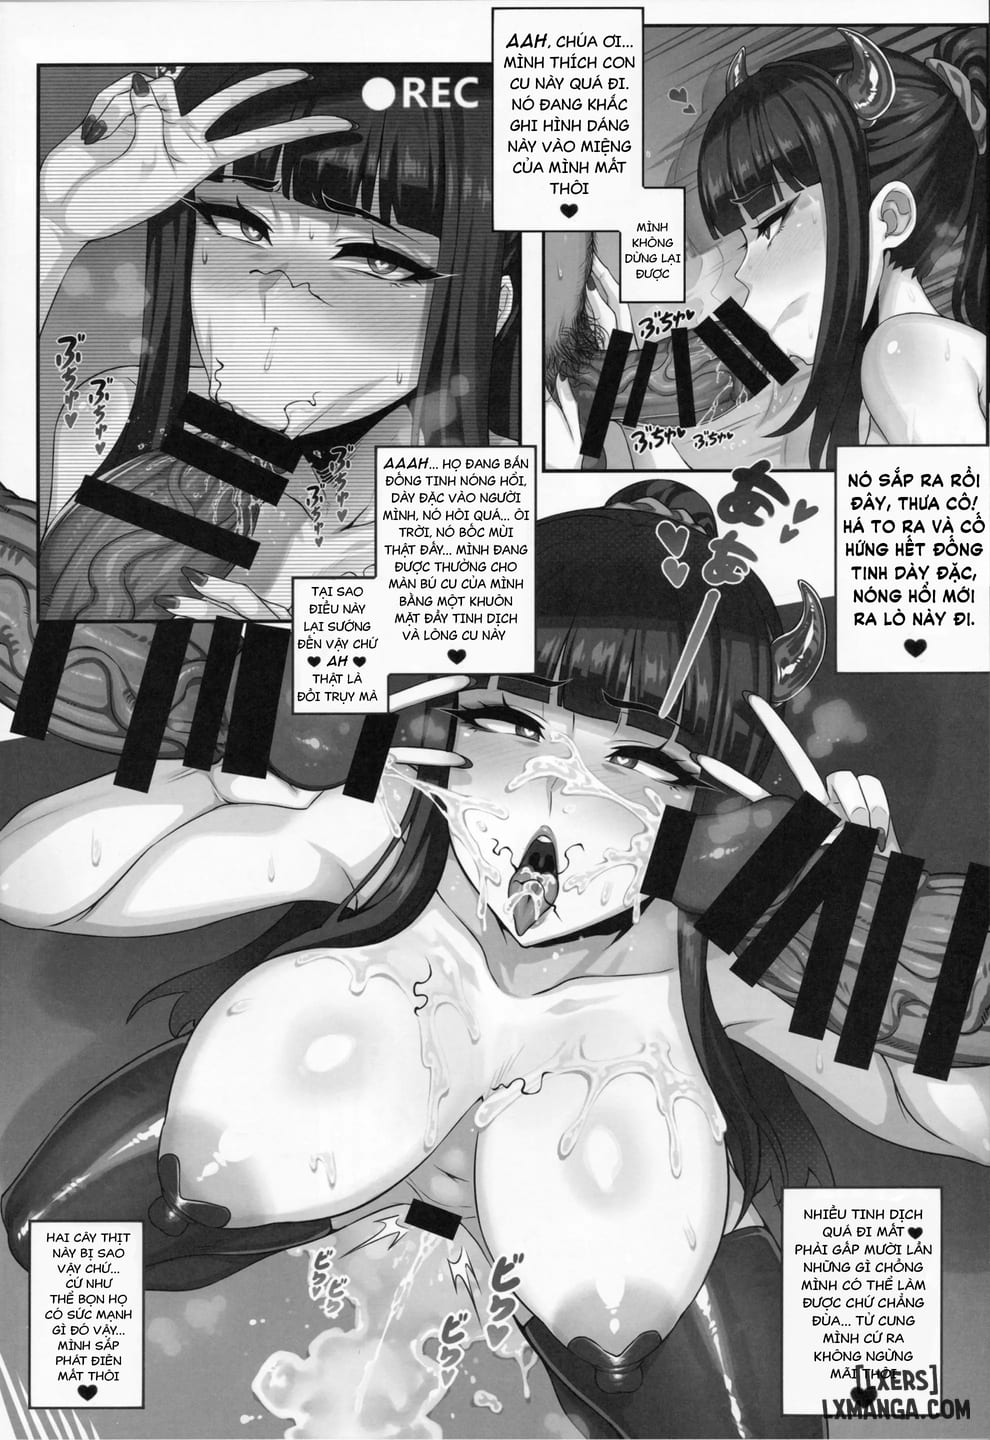 AAH, CHÚA ƠI...
MÌNH THÍCH CON
CU NÀY QUÁ ĐI.
NÓ ĐANG KHẮC
GHI HÌNH DÁNG
NÀY VÀO MIỆNG
CỦA MÌNH MẤT
THÔI
♥
MÌNH
KHÔNG
DỪNG LẠI
ĐƯỢC
ぶちゅ♥
ぶちゅ♥
ぶちゅ♥
●REC
ぶちゅ♥
ぶちゅ♥
ぶちゅ♥
ぶちゅ♥
NÓ SẮP RA RỒI
ĐÂY, THƯA CÔ!
HÁ TO RA VÀ CỐ
HỨNG HẾT ĐỐNG
TINH DÀY ĐẶC,
NÓNG HỔI MỚI
RA LÒ NÀY ĐI.
♥
AAAH... HỌ ĐANG BẮN
ĐỐNG TINH NÓNG HỔI,
DÀY ĐẶC VÀO NGƯỜI
MÌNH, NÓ HÒI QUÁ... ÔI
TRỜI, NÓ BỐC MÙI
THẬT ĐẤY... MÌNH ĐANG
ĐƯỢC THƯỞNG CHO
MÀN BÚ CU CỦA MÌNH
BẰNG MỘT KHUÔN
MẶT ĐẦY TINH DỊCH
VÀ LÔNG CU NÀY
♥
TẠI SAO
ĐIỀU NÀY
LẠI SƯỚNG
ĐẾN VẬY CHỨ
♥ AH ♥
THẬT LÀ
ĐỒI TRỤY MÀ
あ♥
あ♥
HAI CÂY THỊT
NÀY BỊ SAO
VẬY CHỨ...
CỨ NHƯ
THỂ BỌN HỌ
CÓ SỨC MẠNH
GÌ ĐÓ VẬY...
MÌNH SẮP
PHÁT ĐIÊN
MẤT THÔI
♥
ビク♥
ビク♥
NHIỀU TINH DỊCH
QUÁ ĐI MẤT ♥
PHẢI GẤP MƯỜI LẦN
NHỮNG GÌ CHỒNG
MÌNH CÓ THỂ LÀM
ĐƯỢC CHỨ CHẲNG
ĐÙA... TỬ CUNG
MÌNH CỨ RA
KHÔNG NGỪNG
MÃI THÔI
♥
[LXERS]
LXMANGA.COM